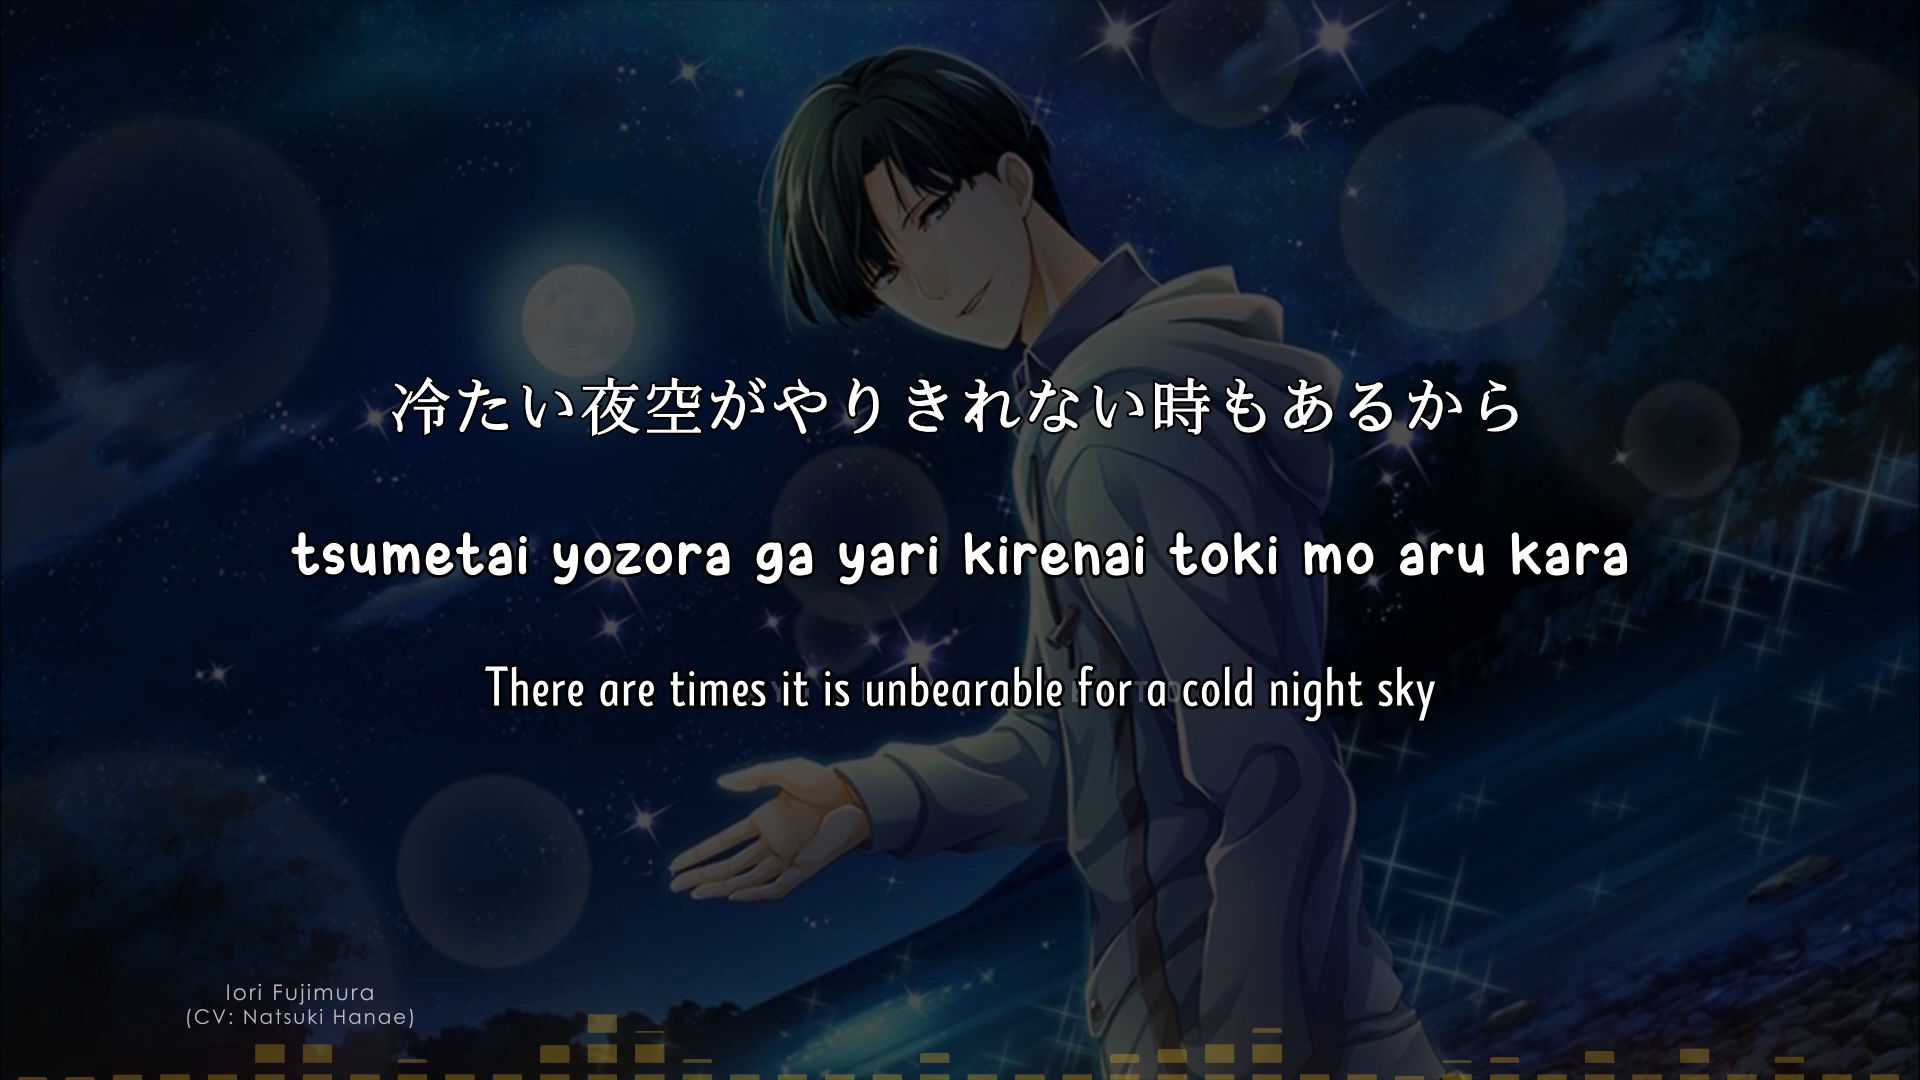 冷たい夜空がやりきれない時もあるから
tsumetai yozora ga yari kirenai toki mo aru kara
There are times it is unbearable for a cold night sky
Iori Fujimura
(CV: Natsuki Hanae)